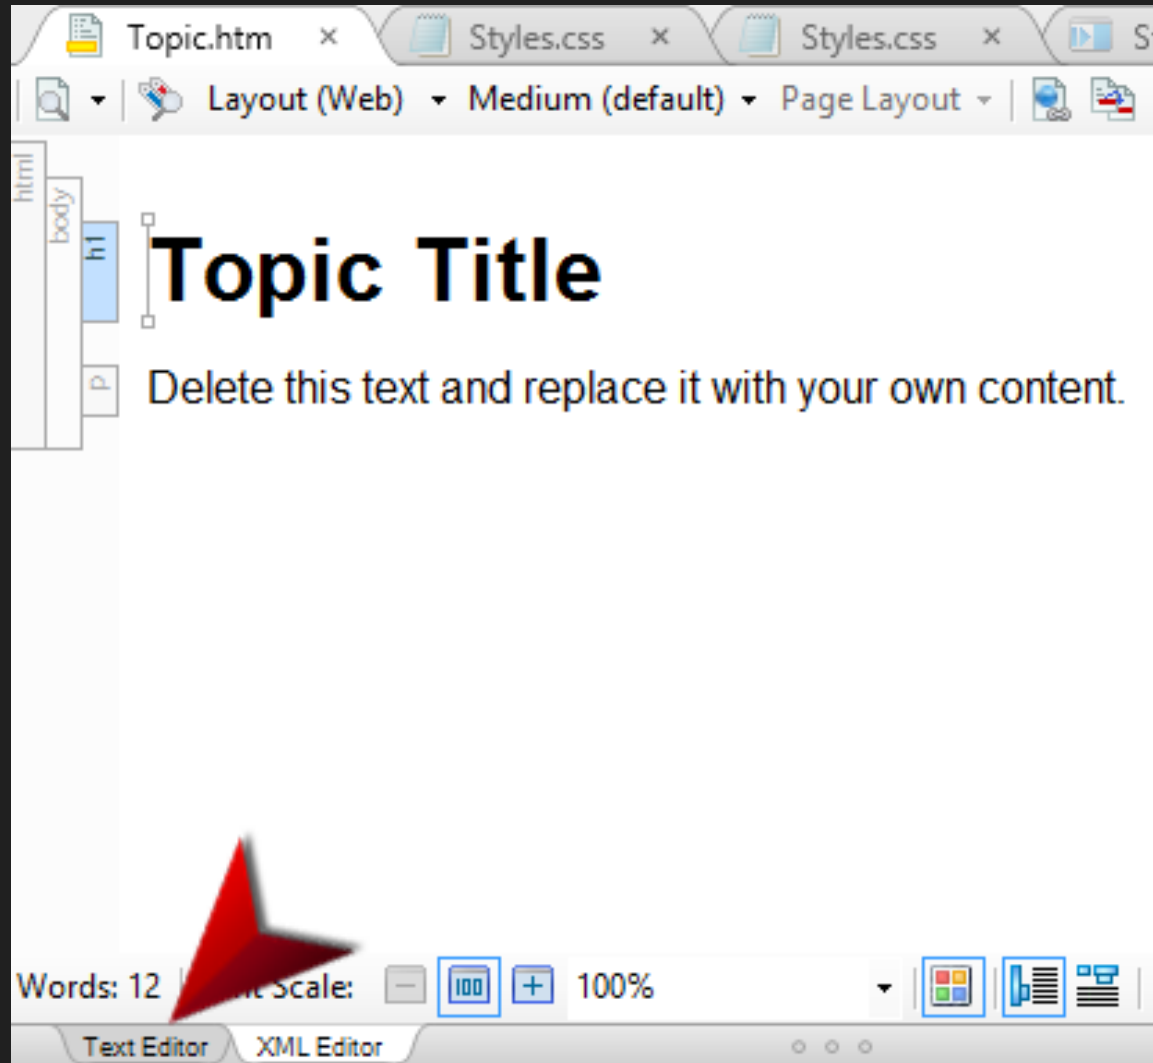 Topic.htm × Styles.css × Styles.css × S
Layout (Web) Medium (default) Page Layout
html
body
h1
Topic Title
p
Delete this text and replace it with your own content.
Words: 12 Scale: 100 100%
Text Editor XML Editor